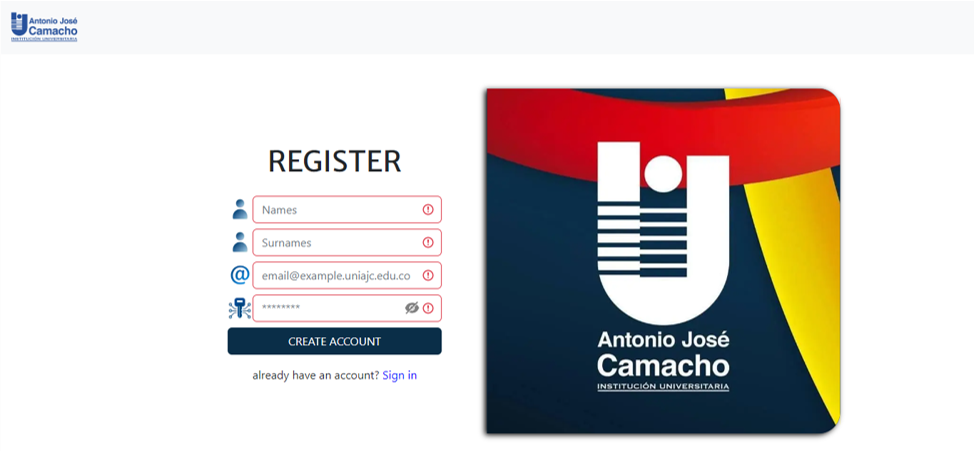 Antonio José
Camacho
INSTITUCIÓN UNIVERSITARIA
REGISTER
Names
Surnames
@
email@example.uniajc.edu.co
********
CREATE ACCOUNT
already have an account? Sign in
Antonio José
Camacho
INSTITUCIÓN UNIVERSITARIA